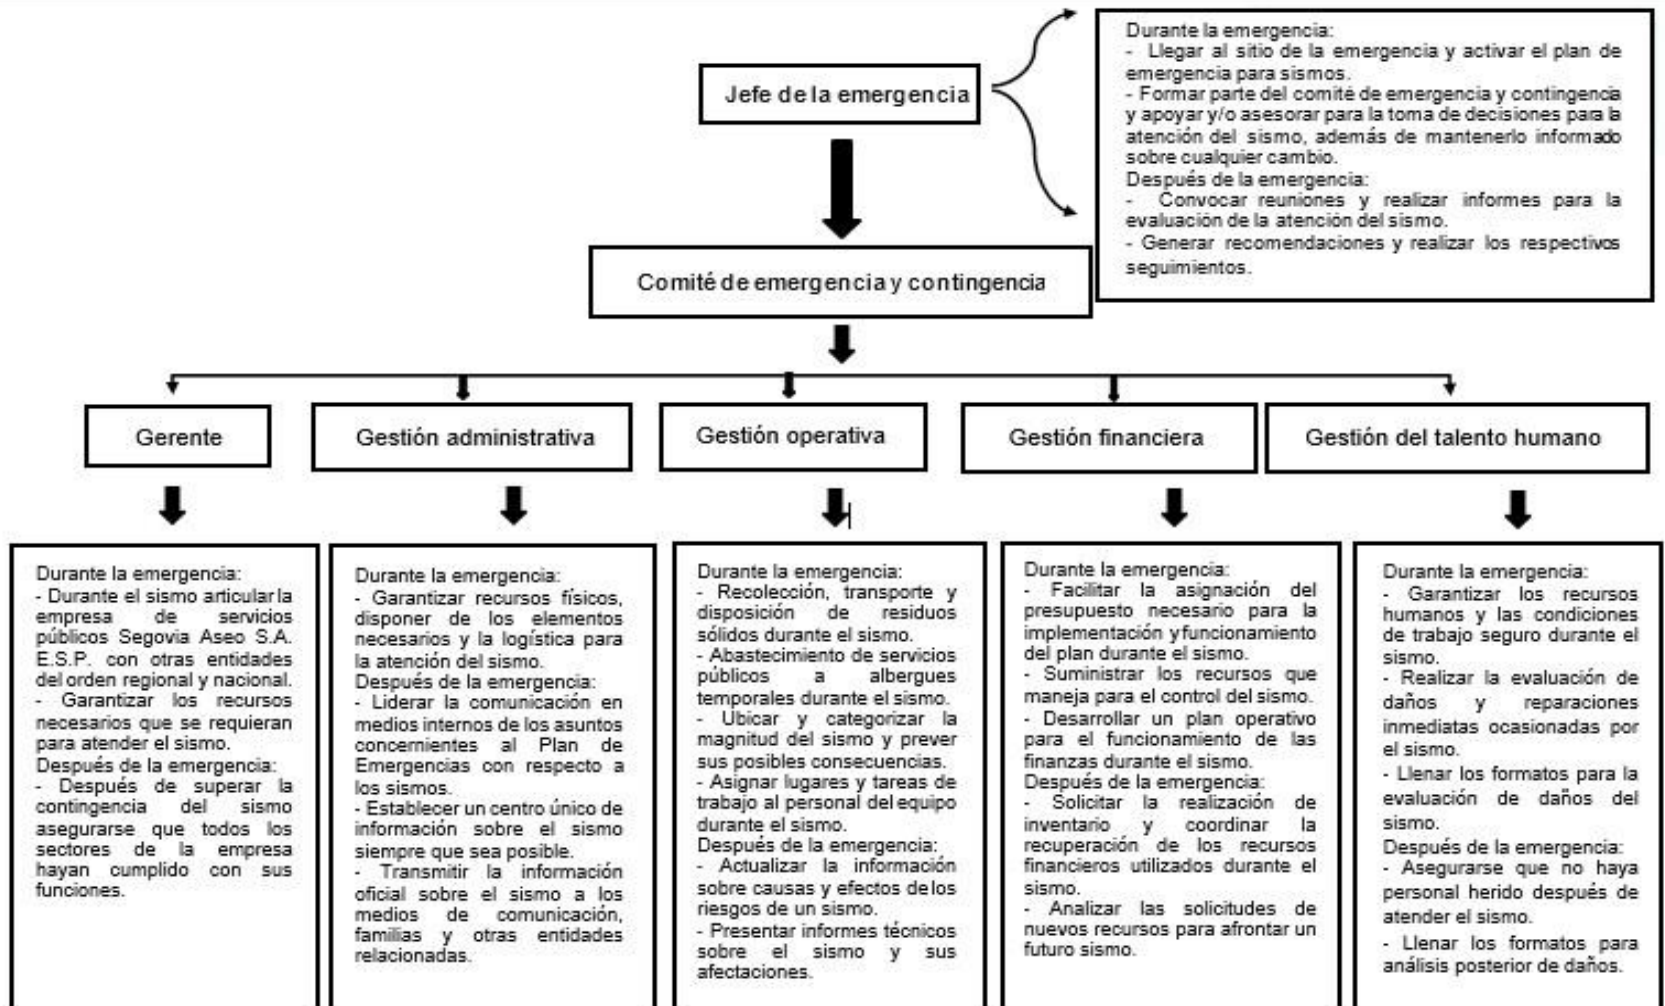 Jefe de la emergencia
Durante la emergencia:
- Llegar al sitio de la emergencia y activar el plan de
emergencia para sismos.
- Formar parte del comité de emergencia y contingencia
y apoyar y/o asesorar para la toma de decisiones para la
atención del sismo, además de mantenerlo informado
sobre cualquier cambio.
Después de la emergencia:
- Convocar reuniones y realizar informes para la
evaluación de la atención del sismo.
- Generar recomendaciones y realizar los respectivos
seguimientos.
Comité de emergencia y contingencia
Gerente
Gestión administrativa
Gestión operativa
Gestión financiera
Gestión del talento humano
Durante la emergencia:
- Durante el sismo articular la
empresa de servicios
públicos Segovia Aseo S.A.
E.S.P. con otras entidades
del orden regional y nacional.
- Garantizar los recursos
necesarios que se requieran
para atender el sismo.
Después de la emergencia:
- Después de superar la
contingencia del sismo
asegurarse que todos los
sectores de la empresa
hayan cumplido con sus
funciones.
Durante la emergencia:
- Garantizar recursos físicos,
disponer de los elementos
necesarios y la logística para
la atención del sismo.
Después de la emergencia:
- Liderar la comunicación en
medios internos de los asuntos
concernientes al Plan de
Emergencias con respecto a
los sismos.
- Establecer un centro único de
información sobre el sismo
siempre que sea posible.
- Transmitir la información
oficial sobre el sismo a los
medios de comunicación,
familias y otras entidades
relacionadas.
Durante la emergencia:
- Recolección, transporte y
disposición de residuos
sólidos durante el sismo.
- Abastecimiento de servicios
públicos a albergues
temporales durante el sismo.
- Ubicar y categorizar la
magnitud del sismo y prever
sus posibles consecuencias.
- Asignar lugares y tareas de
trabajo al personal del equipo
durante el sismo.
Después de la emergencia:
- Actualizar la información
sobre causas y efectos de los
riesgos de un sismo.
- Presentar informes técnicos
sobre el sismo y sus
afectaciones.
Durante la emergencia:
- Facilitar la asignación del
presupuesto necesario para la
implementación y funcionamiento
del plan durante el sismo.
- Suministrar los recursos que
maneja para el control del sismo.
- Desarrollar un plan operativo
para el funcionamiento de las
finanzas durante el sismo.
Después de la emergencia:
- Solicitar la realización de
inventario y coordinar la
recuperación de los recursos
financieros utilizados durante el
sismo.
- Analizar las solicitudes de
nuevos recursos para afrontar un
futuro sismo.
Durante la emergencia:
- Garantizar los recursos
humanos y las condiciones
de trabajo seguro durante el
sismo.
- Realizar la evaluación de
daños y reparaciones
inmediatas ocasionadas por
el sismo.
- Llenar los formatos para la
evaluación de daños del
sismo.
Después de la emergencia:
- Asegurarse que no haya
personal herido después de
atender el sismo.
- Llenar los formatos para
análisis posterior de daños.